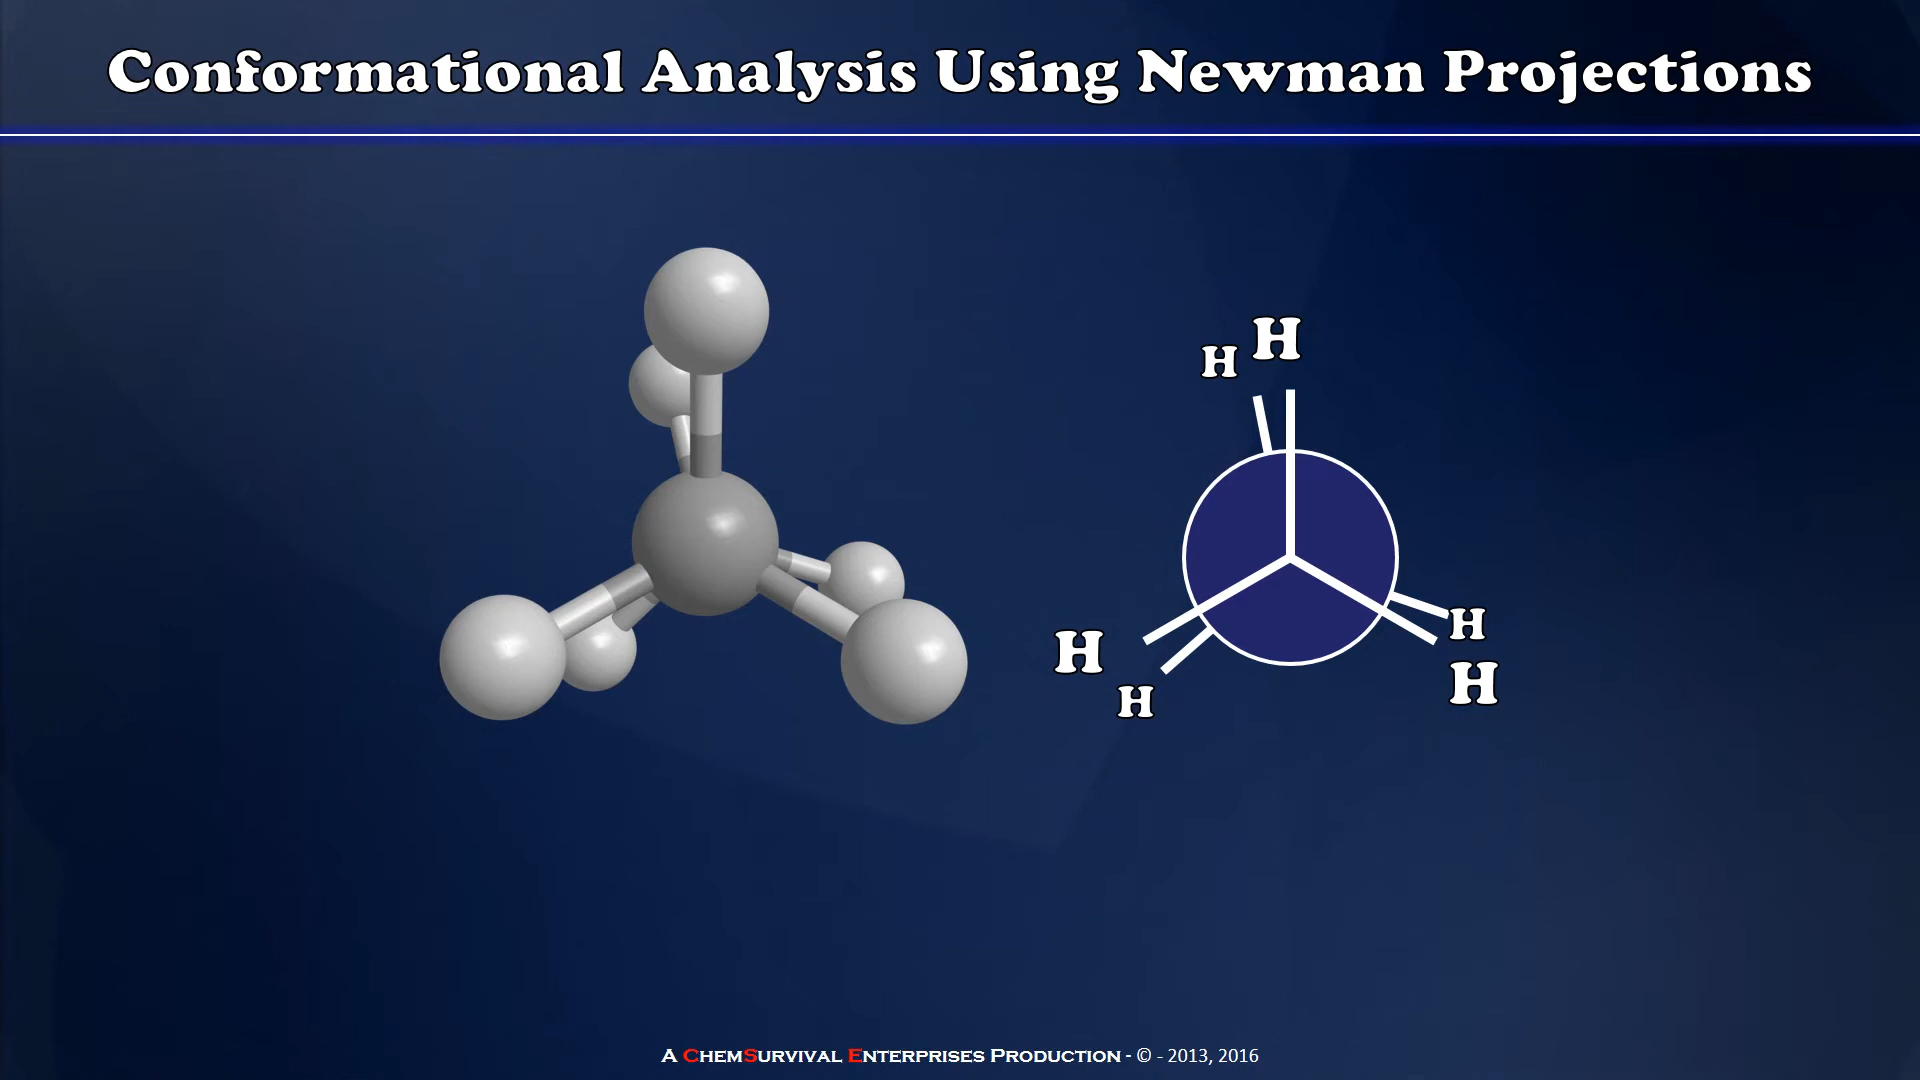 Conformational Analysis Using Newman Projections
H H
H
H
H
H
A ChemSurvival Enterprises Production - © - 2013, 2016